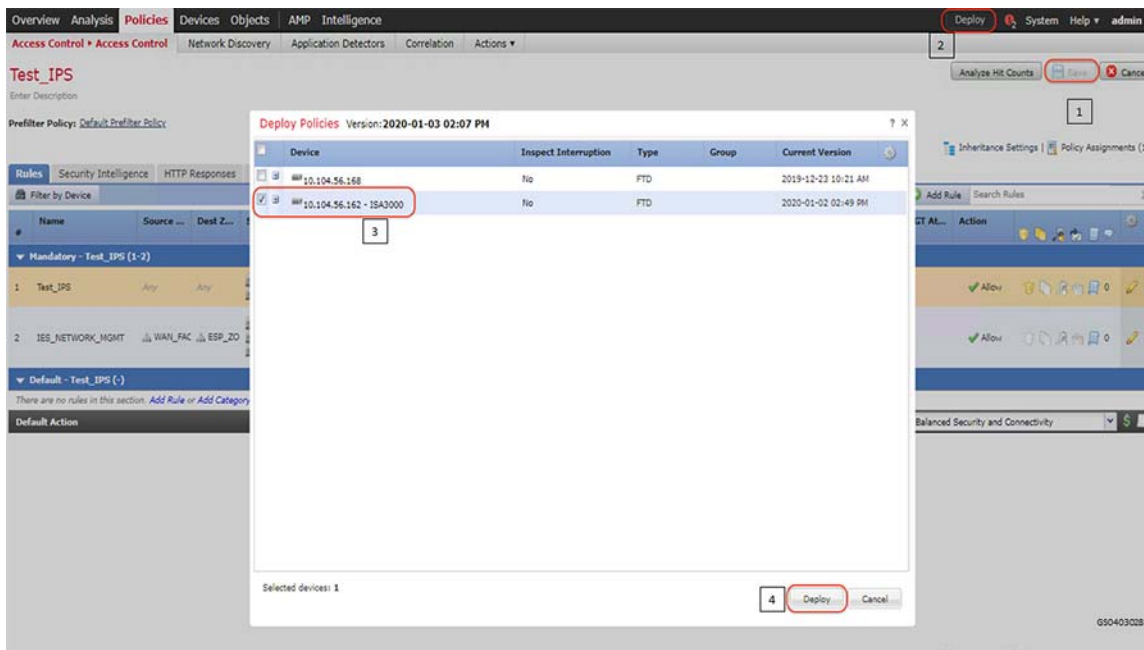 Overview Analysis Policies Devices Objects AMP Intelligence Deploy System Help ▾ admin
Access Control ▸ Access Control Network Discovery Application Detectors Correlation Actions ▾
2
Test_IPS
Analyze Hit Counts Save Cance
Enter Description
1
Prefilter Policy: Default Prefilter Policy
Inheritance Settings | Policy Assignments (1
Rules Security Intelligence HTTP Responses
Filter by Device Add Rule Search Rules
# Name Source ... Dest Z... GT At... Action
Mandatory - Test_IPS (1-2)
1 Test_IPS Any Any Allow 0
2 IES_NETWORK_MGMT WAN_FAC ESP_ZO Allow 0
Default - Test_IPS (-)
There are no rules in this section. Add Rule or Add Category
Default Action Balanced Security and Connectivity
Deploy Policies Version:2020-01-03 02:07 PM ? X
Device Inspect Interruption Type Group Current Version
10.104.56.168 No FTD 2019-12-23 10:21 AM
10.104.56.162 - ISA3000 No FTD 2020-01-02 02:49 PM
3
Selected devices: 1
4 Deploy Cancel
GS0403028